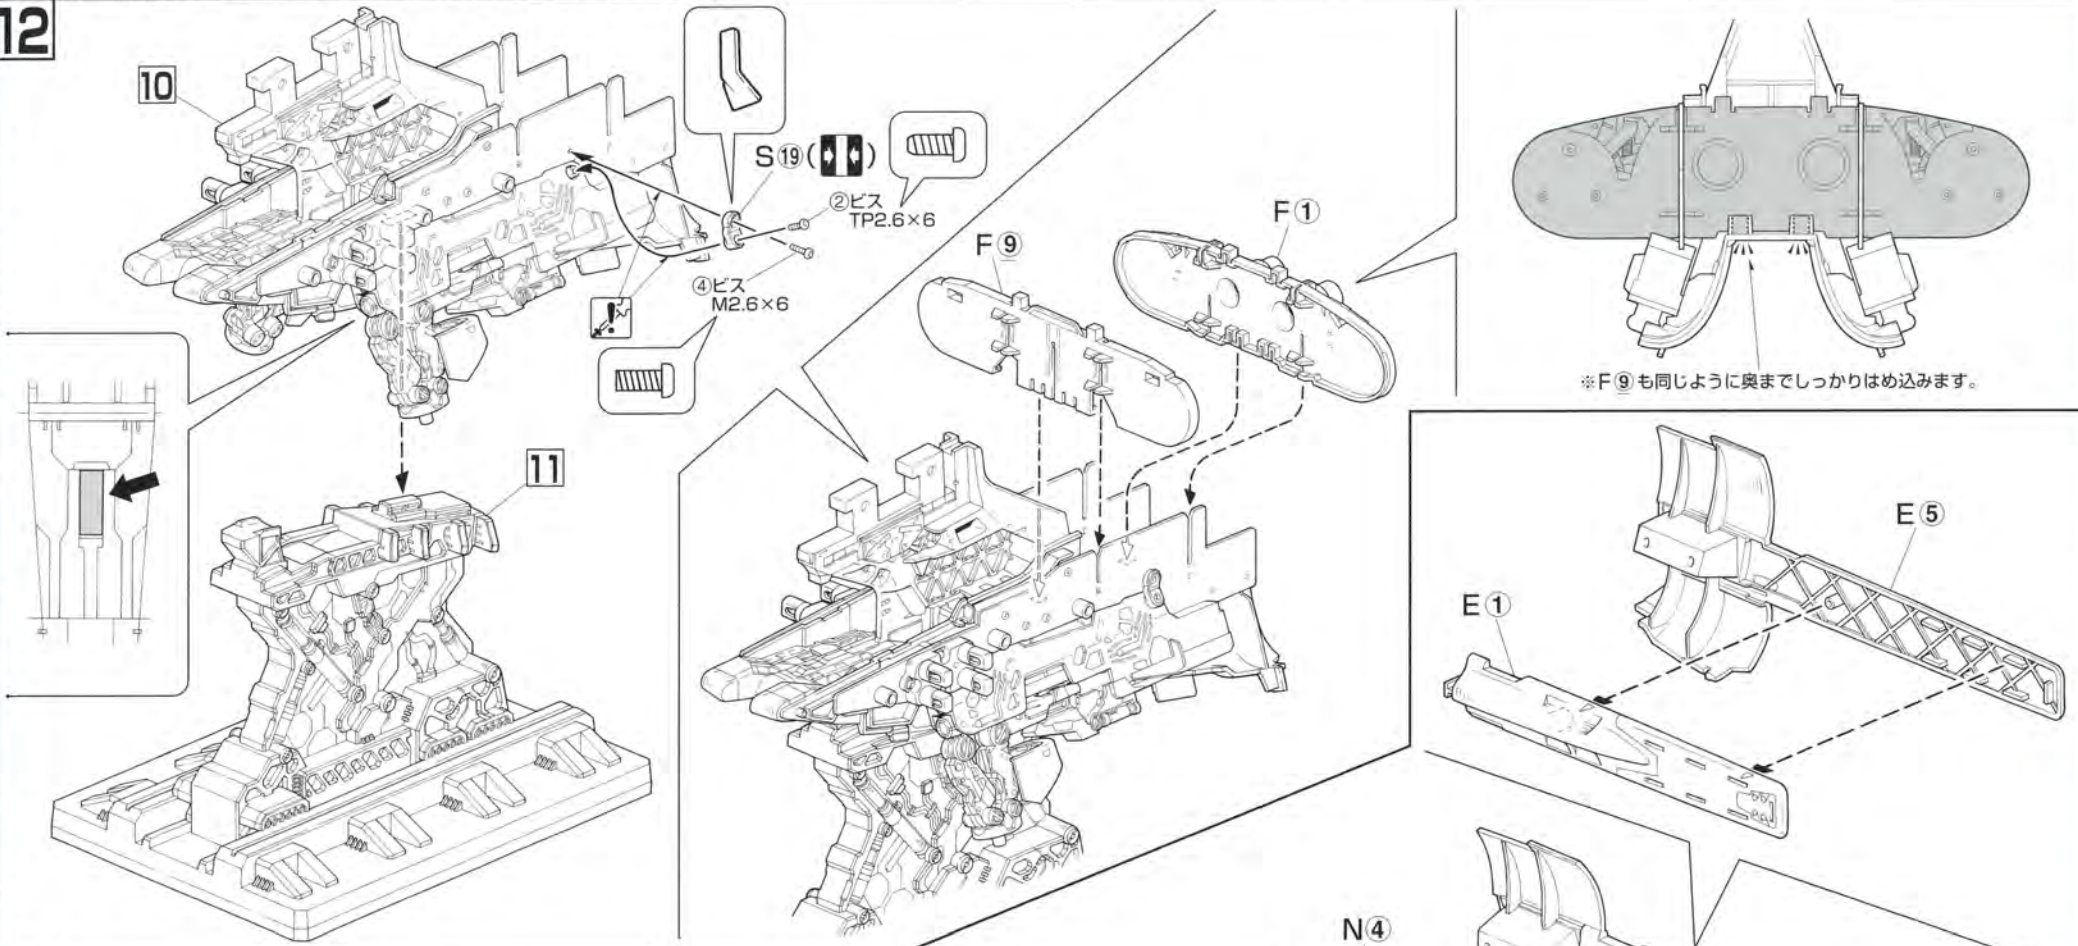 12
10
S⑲( )
②ビス
TP2.6×6
④ビス
M2.6×6
11
F⑨
F①
※F⑨も同じように奥までしっかりはめ込みます。
E⑤
E①
N④